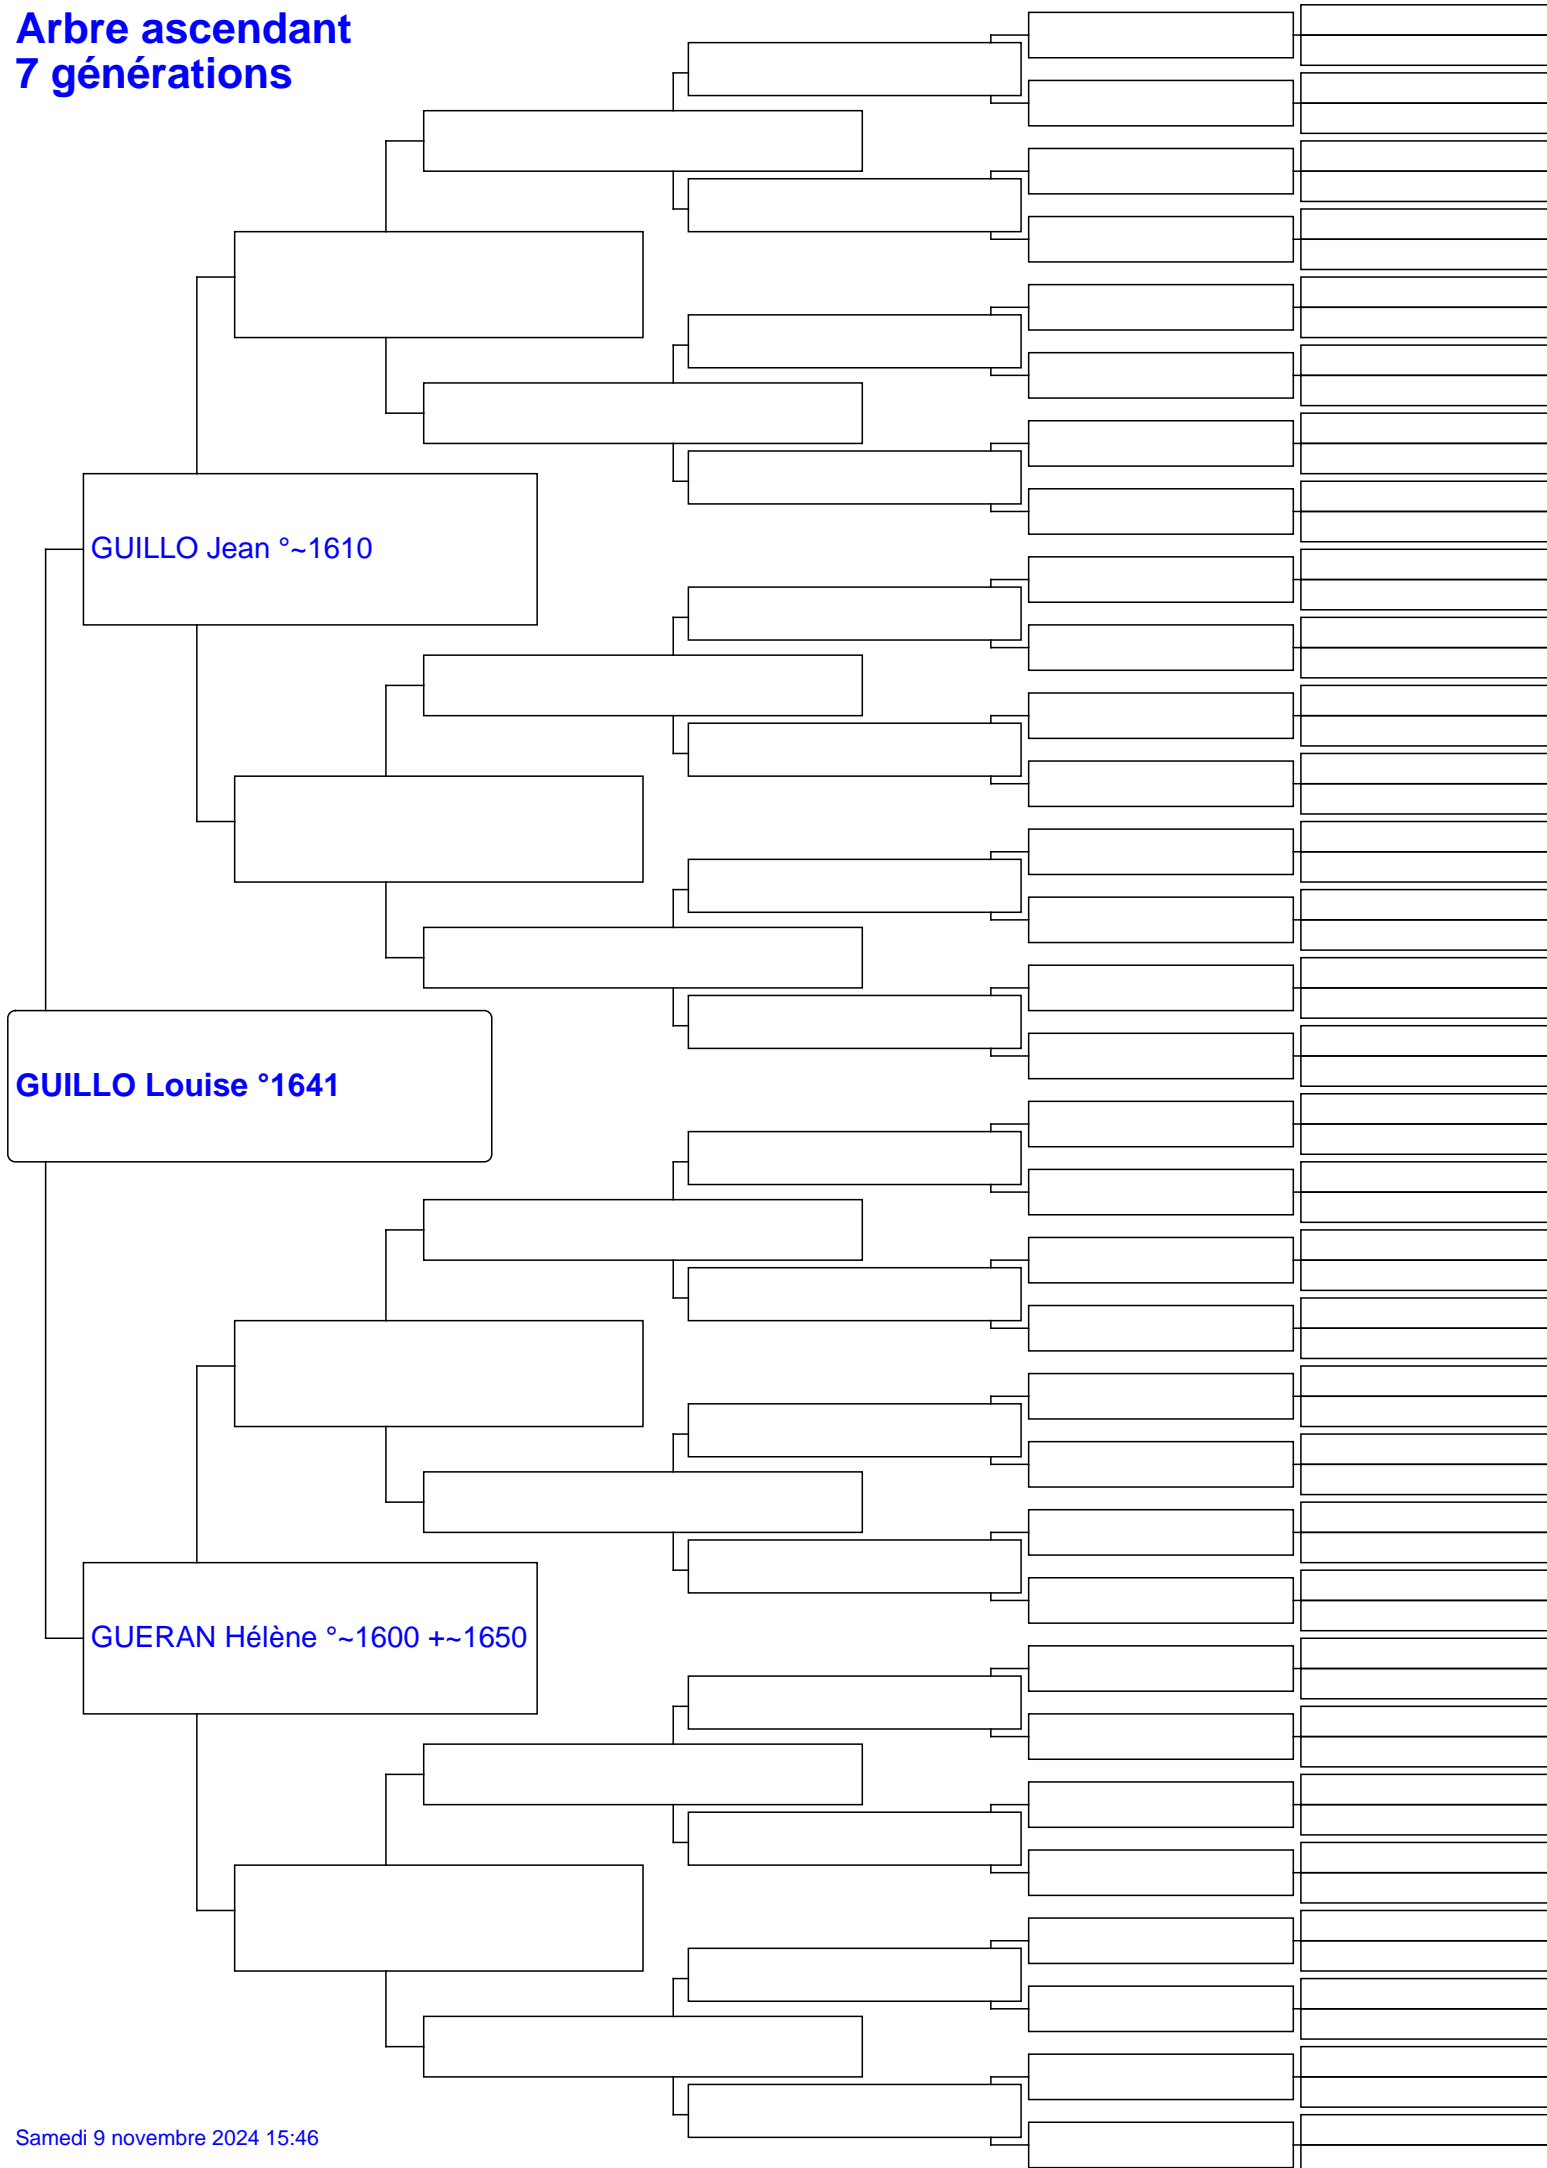 Arbre ascendant
7 générations
GUILLO Jean °~1610
GUILLO Louise °1641
GUERAN Hélène °~1600 +~1650
Samedi 9 novembre 2024 15:46